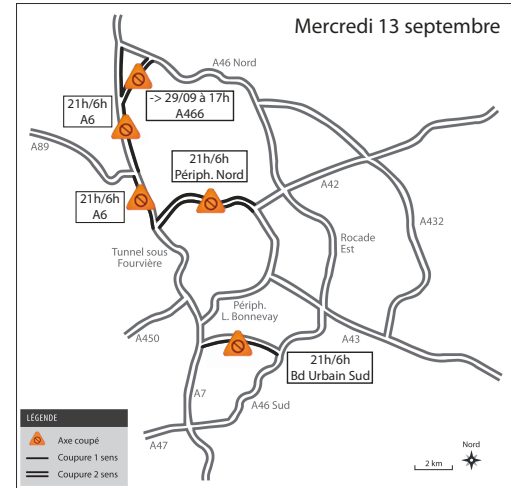 Mercredi 13 septembre
A46 Nord
-> 29/09 à 17h
A466
21h/6h
A6
A89
21h/6h
Périph. Nord
A42
21h/6h
A6
A432
Rocade
Est
Tunnel sous
Fourvière
Périph.
L. Bonnevay
A450
A43
21h/6h
Bd Urbain Sud
A7
A46 Sud
A47
LÉGENDE
Axe coupé
Coupure 1 sens
Coupure 2 sens
Nord
2 km